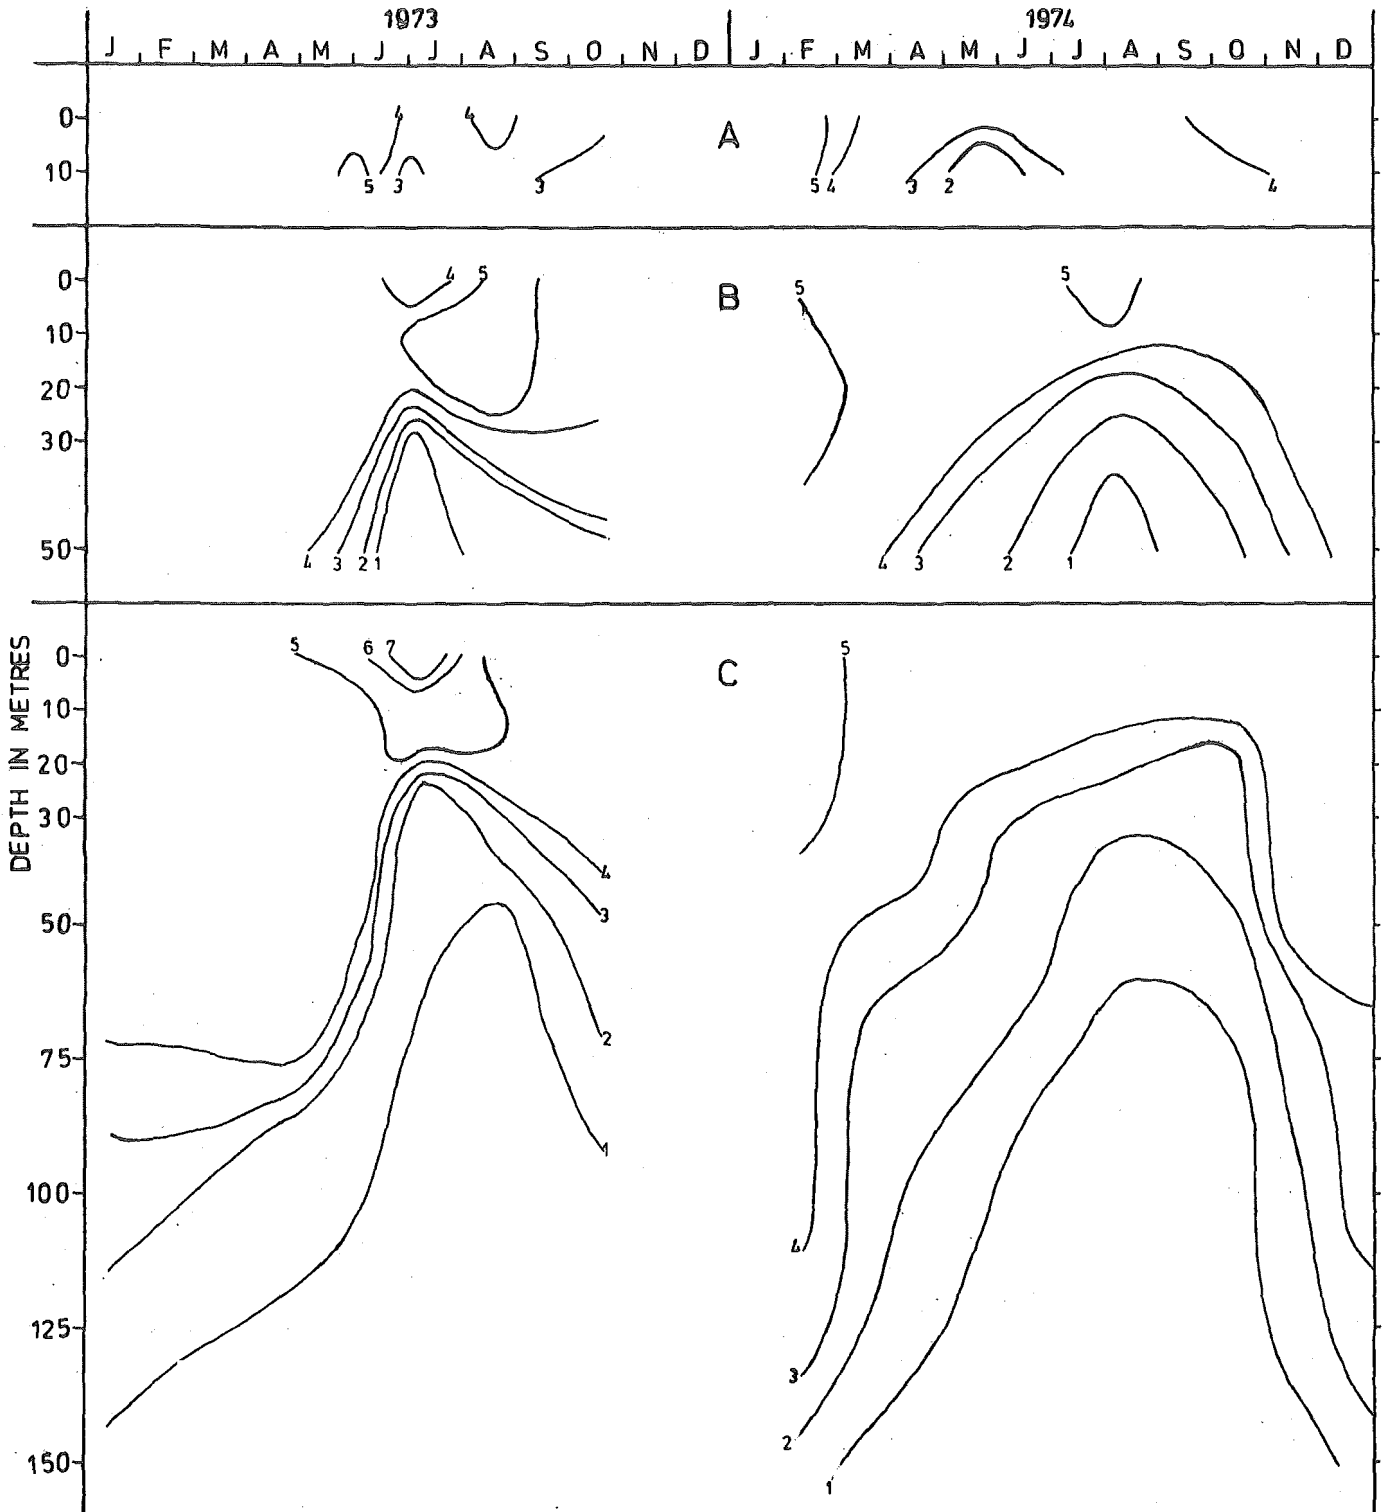 1973 1974
J F M A M J J A S O N D J F M A M J J A S O N D
0 4 4 A
10 5 3 3 5 4 3 2 4
0 4 5 B 5 5
10
20
30
50 4 3 2 1 4 3 2 1
DEPTH IN METRES
0 5 6 7 C 5
10
20
30
4
50 3
75 2
1
100
4
125
3
2
150
1